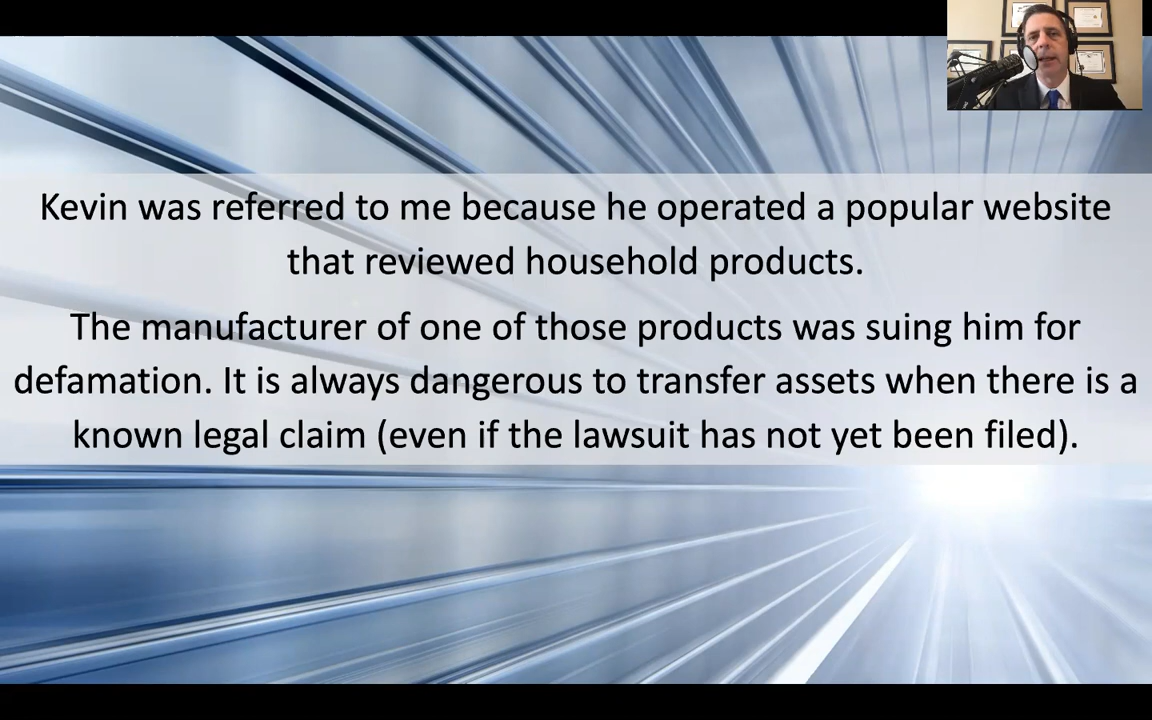 Kevin was referred to me because he operated a popular website
that reviewed household products.
The manufacturer of one of those products was suing him for
defamation. It is always dangerous to transfer assets when there is a
known legal claim (even if the lawsuit has not yet been filed).